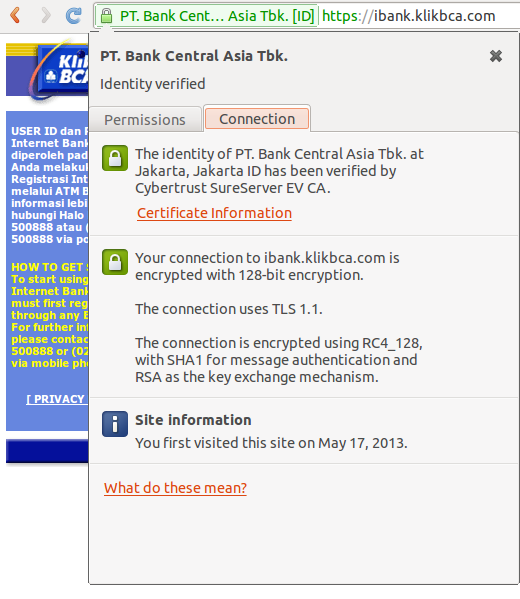 PT. Bank Cent... Asia Tbk. [ID] https://ibank.klikbca.com
Klik
BCA
USER ID dan
Internet Bank
diperoleh pad
Anda melakul
Registrasi Int
melalui ATM B
informasi lebi
hubungi Halo
500888 atau (
500888 via po
HOW TO GET S
To start using
Internet Bank
must first reg
through any B
For further in
please contac
500888 or (02
via mobile pho
[ PRIVACY
PT. Bank Central Asia Tbk.
Identity verified
Permissions
Connection
The identity of PT. Bank Central Asia Tbk. at
Jakarta, Jakarta ID has been verified by
Cybertrust SureServer EV CA.
Certificate Information
Your connection to ibank.klikbca.com is
encrypted with 128-bit encryption.
The connection uses TLS 1.1.
The connection is encrypted using RC4_128,
with SHA1 for message authentication and
RSA as the key exchange mechanism.
Site information
You first visited this site on May 17, 2013.
What do these mean?